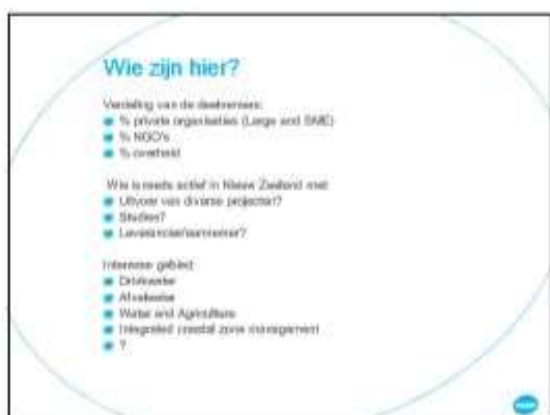 Wie zijn hier?
Verdeling van de deelnemers:
% private organisaties (Large and SME)
% NGO's
% overheid
Wie is reeds actief in Nieuw Zeeland met
Uitvoer van diverse projecten?
Studies?
Leverancier/aannemer?
Interesse gebied
Drinkwater
Afvalwater
Water and Agriculture
Integrated coastal zone management
?